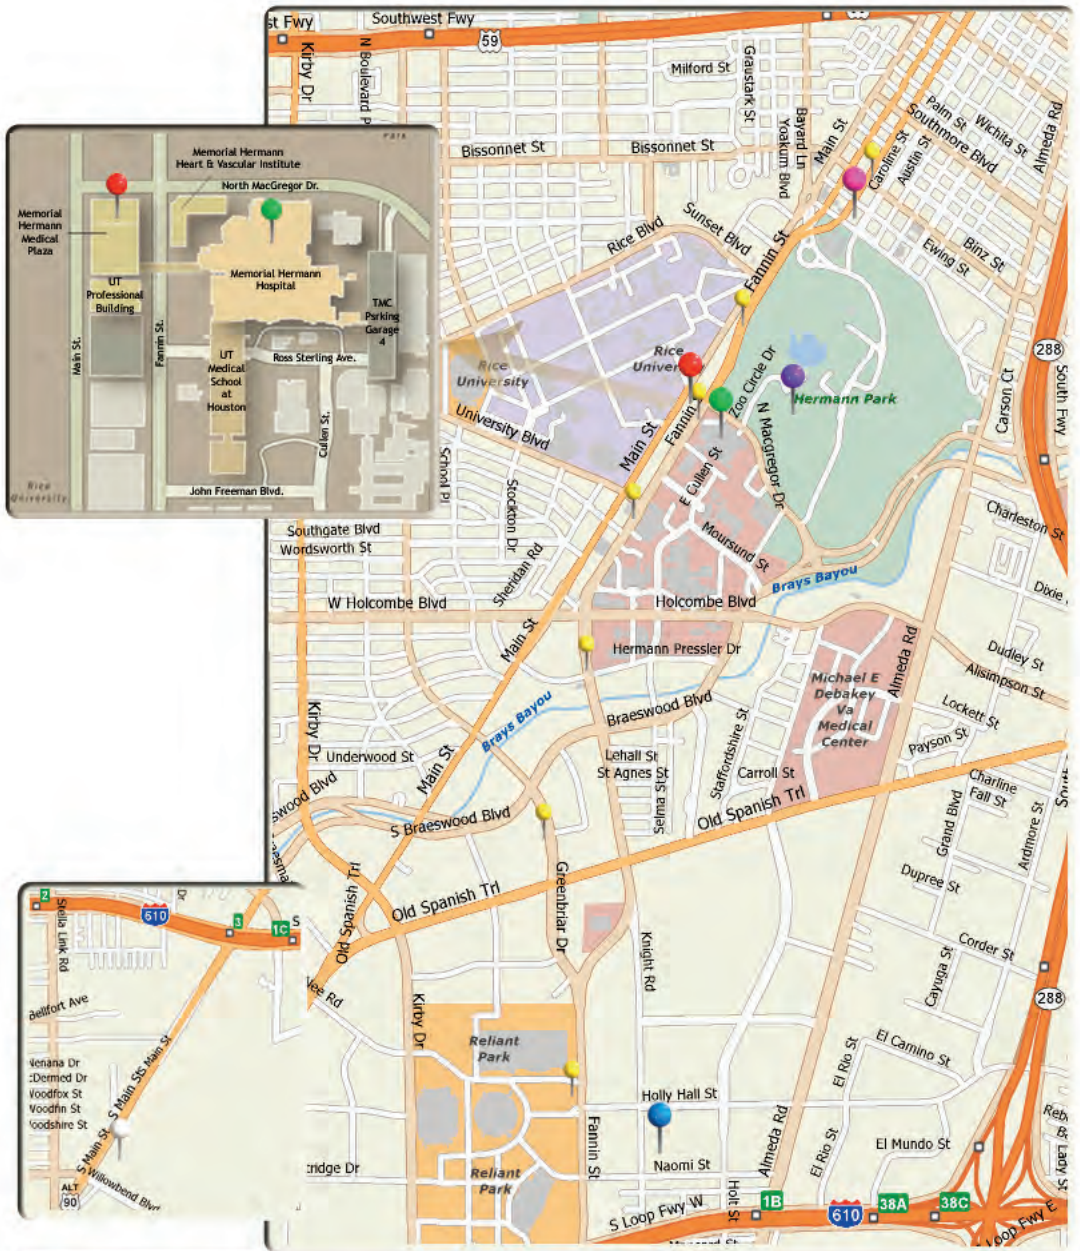 st Fwy
Southwest Fwy
59
Kirby Dr
N Boulevard P
Milford St
Graustark St
Bayard Ln
Yoakum Blvd
Main St
Palm St
Wichita St
Southmore Blvd
Almeda Rd
Caroline St
Austin St
Bissonnet St
Bissonnet St
Rice Blvd
Sunset Blvd
Fannin St
Ewing St
Binz St
288
South Fwy
Carson Ct
Park
Memorial Hermann
Heart & Vascular Institute
North MacGregor Dr.
Memorial
Hermann
Medical
Plaza
Memorial Hermann
Hospital
UT
Professional
Building
TMC
Psrking
Garage
4
Main St.
Fannin St.
UT
Medical
School
at
Houston
Ross Sterling Ave.
Cullen St.
John Freeman Blvd.
Rice
University
Rice
University
Rice
Univer
Zoo Circle Dr
Hermann Park
N Macgregor Dr
University Blvd
Main St
Fannin
E Cullen St
School Pl
Stockton Dr
Sheridan Rd
Moursund St
Brays Bayou
Charleston St
Dixie
Southgate Blvd
Wordsworth St
W Holcombe Blvd
Holcombe Blvd
Main St
Hermann Pressler Dr
Michael E
Debakey
Va
Medical
Center
Almeda Rd
Dudley St
Alisimpson St
Lockett St
Payson St
Kirby Dr
Brays Bayou
Braeswood Blvd
Underwood St
Main St
Lehall St
St Agnes St
Selma St
Staffordshire St
Carroll St
Old Spanish Trl
swood Blvd
S Braeswood Blvd
Charline
Fall St
Grand Blvd
Ardmore St
Old Spanish Trl
Old Spanish Trl
Greenbriar Dr
Dupree St
Corder St
Cayuga St
Knight Rd
288
2
610
3
1C
S
Dr
Stella Link Rd
Bellfort Ave
S Main St
S Main St
S Main St
S Willowbend Blvd
ALT
90
Kirby Dr
Reliant
Park
Reliant
Park
Fannin St
Holly Hall St
Naomi St
Holt St
Almeda Rd
El Rio St
El Rio St
El Camino St
El Mundo St
Lady St
tridge Dr
S Loop Fwy W
1B
610
38A
38C
Loop Fwy E